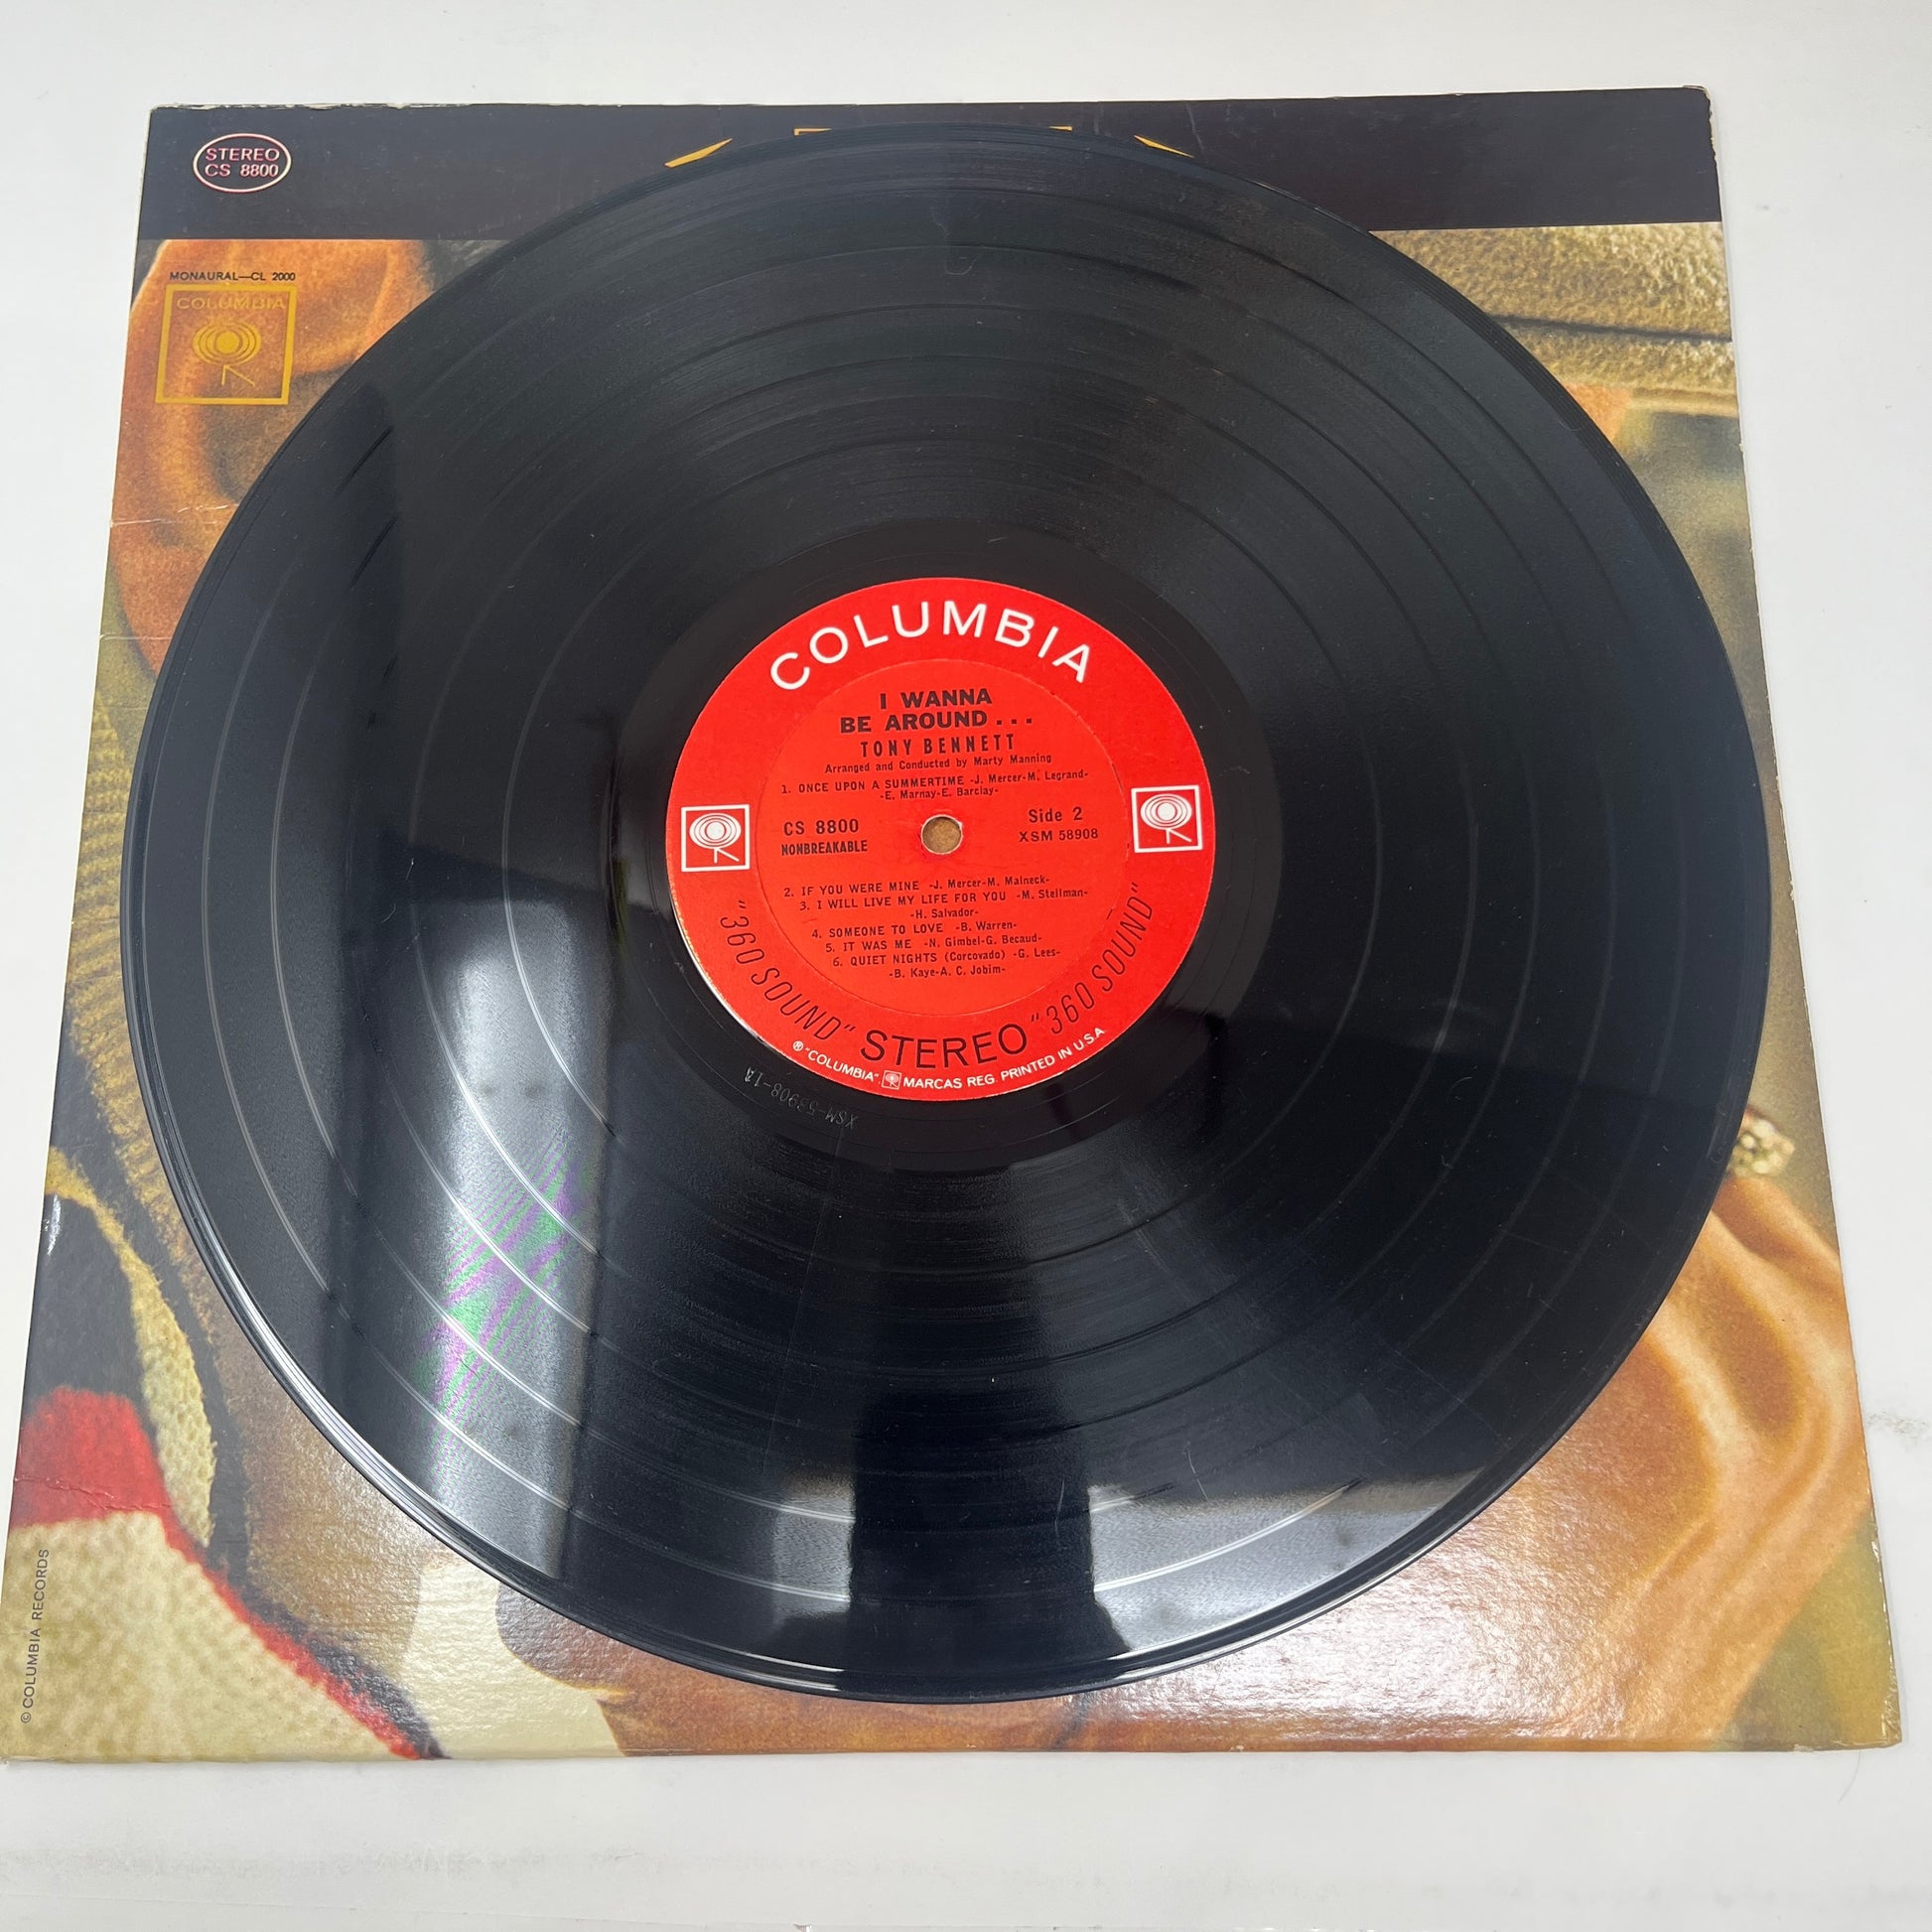 STEREO
CS 8800
MONAURAL—CL 2000
COLUMBIA
COLUMBIA
I WANNA
BE AROUND...
TONY BENNETT
Arranged and Conducted by Marty Manning
1. ONCE UPON A SUMMERTIME -J. Mercer-M. Legrand-
-E. Marnay-E. Barclay-
CS 8800
NONBREAKABLE
Side 2
XSM 58908
2. IF YOU WERE MINE -J. Mercer-M. Malneck-
3. I WILL LIVE MY LIFE FOR YOU -M. Stellman-
-H. Salvador-
4. SOMEONE TO LOVE -B. Warren-
5. IT WAS ME -N. Gimbel-G. Becaud-
6. QUIET NIGHTS (Corcovado) -G. Lees-
-B. Kaye-A. C. Jobim-
"360 SOUND" STEREO "360 SOUND"
® "COLUMBIA", MARCAS REG. PRINTED IN U.S.A.
XSM-58908-1A
© COLUMBIA RECORDS